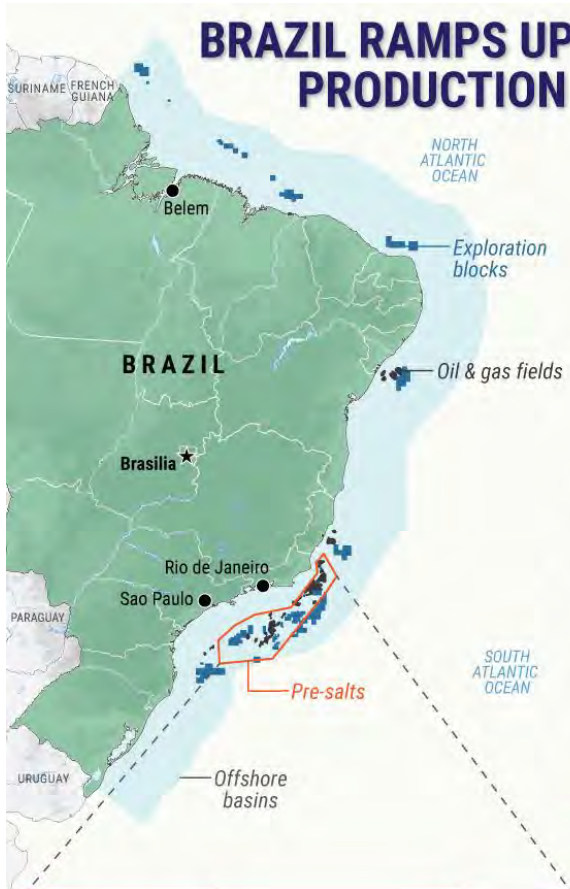 BRAZIL RAMPS UP
PRODUCTION
SURINAME
FRENCH
GUIANA
NORTH
ATLANTIC
OCEAN
Belem
Exploration
blocks
BRAZIL
Oil & gas fields
Brasilia
Rio de Janeiro
Sao Paulo
PARAGUAY
SOUTH
ATLANTIC
OCEAN
Pre-salts
URUGUAY
Offshore
basins